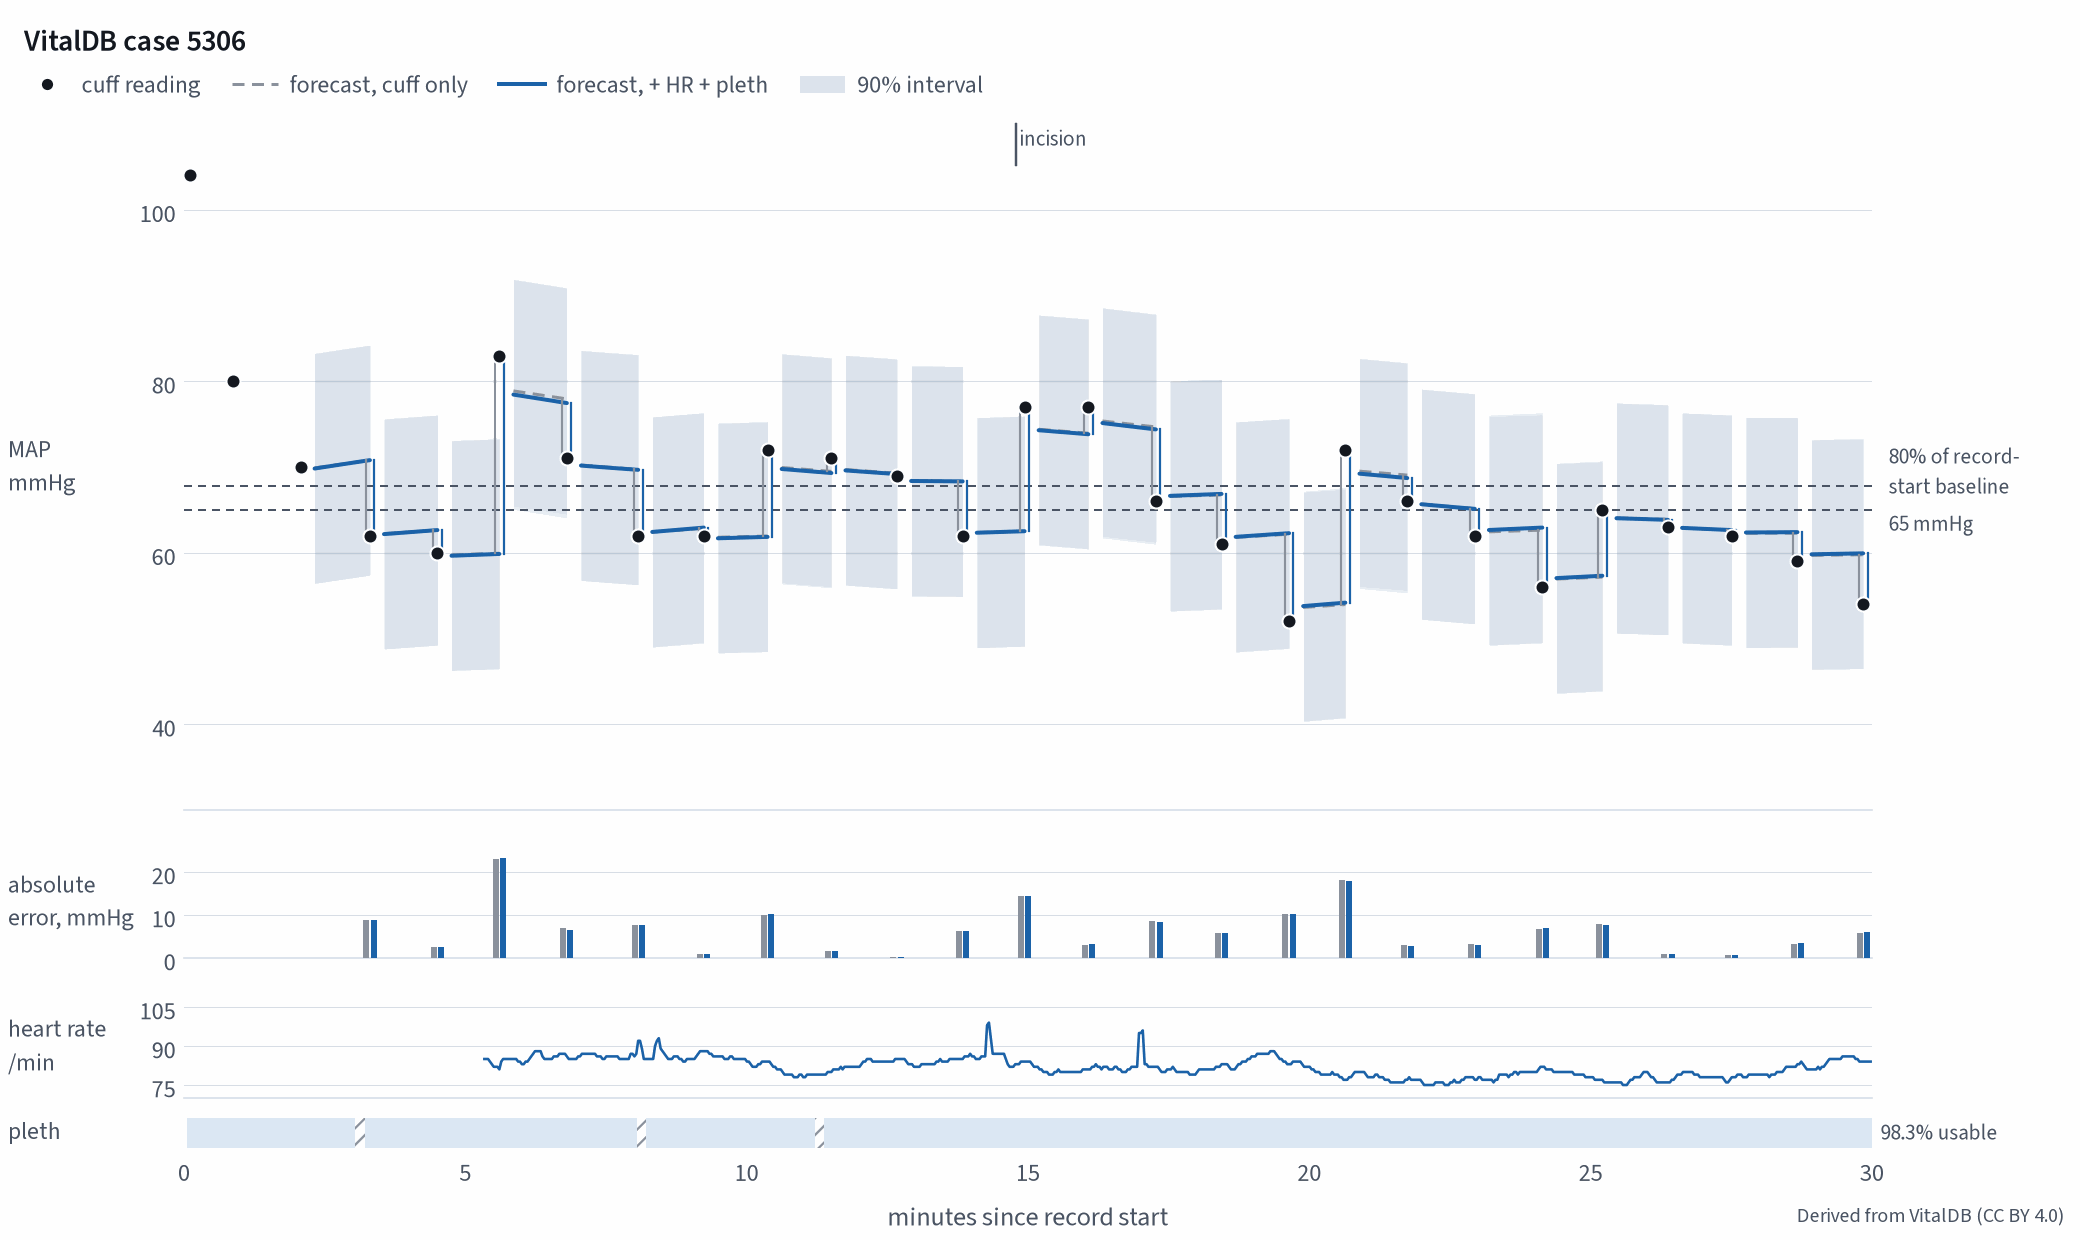 VitalDB case 5306
cuff reading
forecast, cuff only
forecast, + HR + pleth
90% interval
incision
100
80
60
40
MAP
mmHg
80% of record-
start baseline
65 mmHg
absolute
error, mmHg
20
10
0
heart rate
/min
105
90
75
pleth
98.3% usable
0
5
10
15
20
25
30
minutes since record start
Derived from VitalDB (CC BY 4.0)